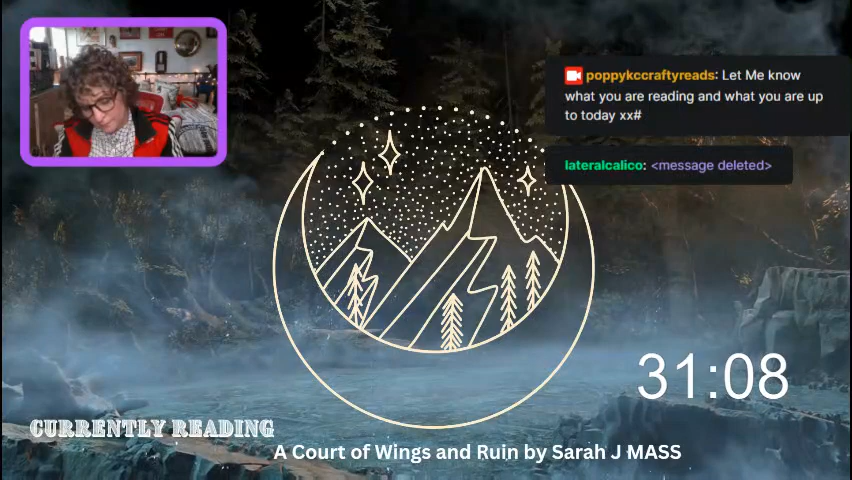 poppykccraftyreads: Let Me know
what you are reading and what you are up
to today xx#
lateralcalico: <message deleted>
31:08
CURRENTLY READING
A Court of Wings and Ruin by Sarah J MASS